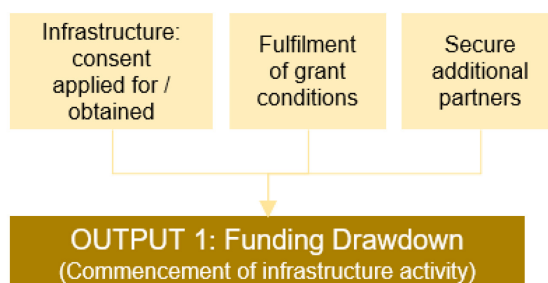 Infrastructure:
consent
applied for /
obtained
Fulfilment
of grant
conditions
Secure
additional
partners
OUTPUT 1: Funding Drawdown
(Commencement of infrastructure activity)